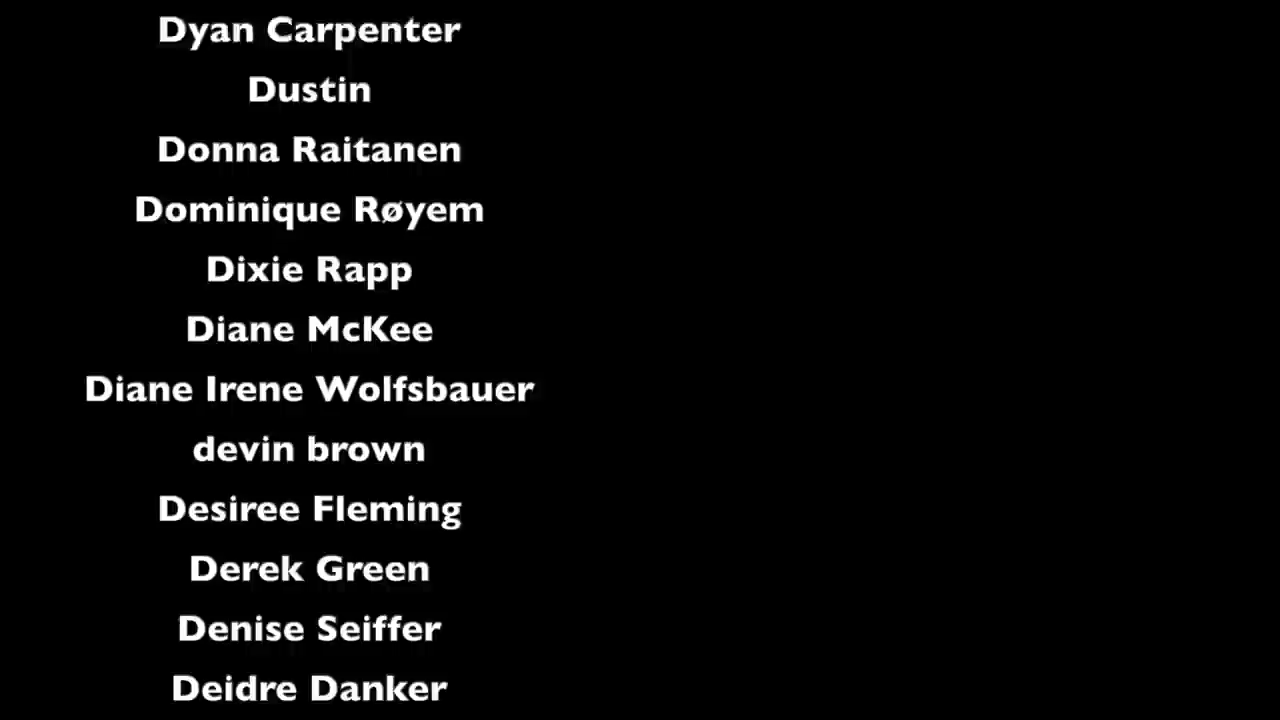 Dyan Carpenter
Dustin
Donna Raitanen
Dominique Røyem
Dixie Rapp
Diane McKee
Diane Irene Wolfsbauer
devin brown
Desiree Fleming
Derek Green
Denise Seiffer
Deidre Danker